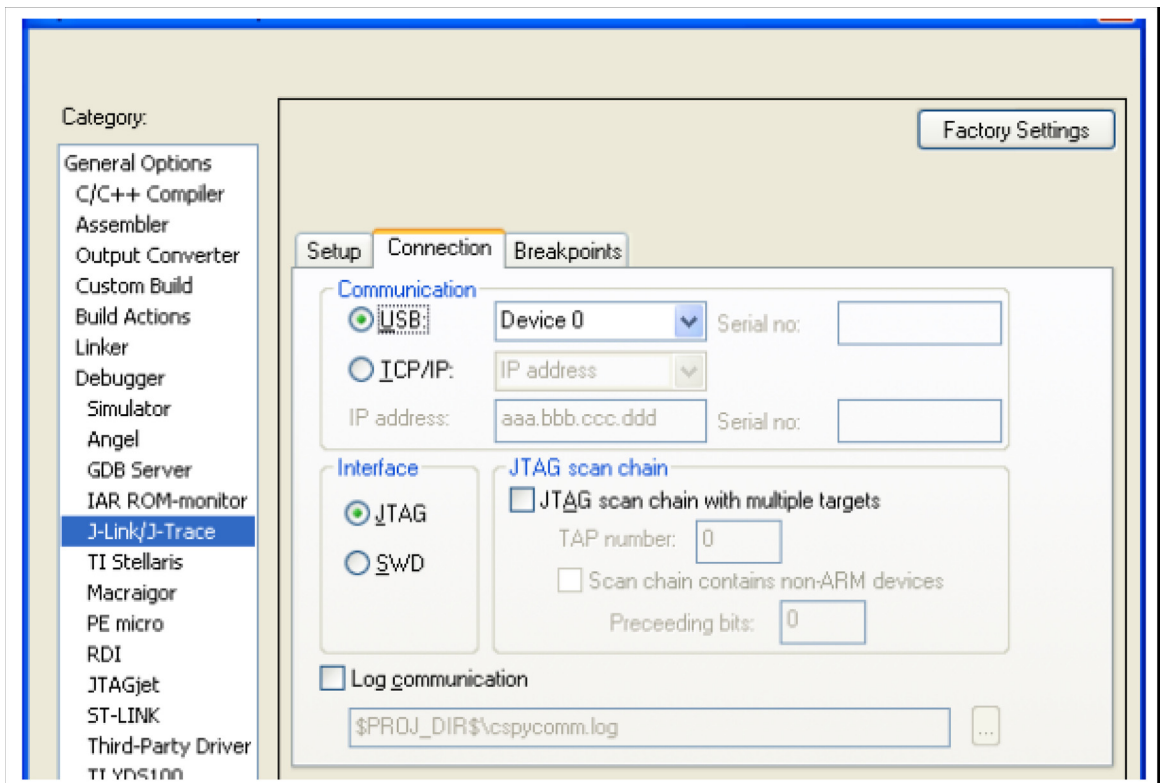 Category:
Factory Settings
General Options
C/C++ Compiler
Assembler
Output Converter
Custom Build
Build Actions
Linker
Debugger
Simulator
Angel
GDB Server
IAR ROM-monitor
J-Link/J-Trace
TI Stellaris
Macraigor
PE micro
RDI
JTAGjet
ST-LINK
Third-Party Driver
TI XDS100
Setup Connection Breakpoints
Communication
USB: Device 0 Serial no:
TCP/IP: IP address
IP address: aaa.bbb.ccc.ddd Serial no:
Interface
JTAG
SWD
JTAG scan chain
JTAG scan chain with multiple targets
TAP number: 0
Scan chain contains non-ARM devices
Preceeding bits: 0
Log communication
$PROJ_DIR$\cspycomm.log ...